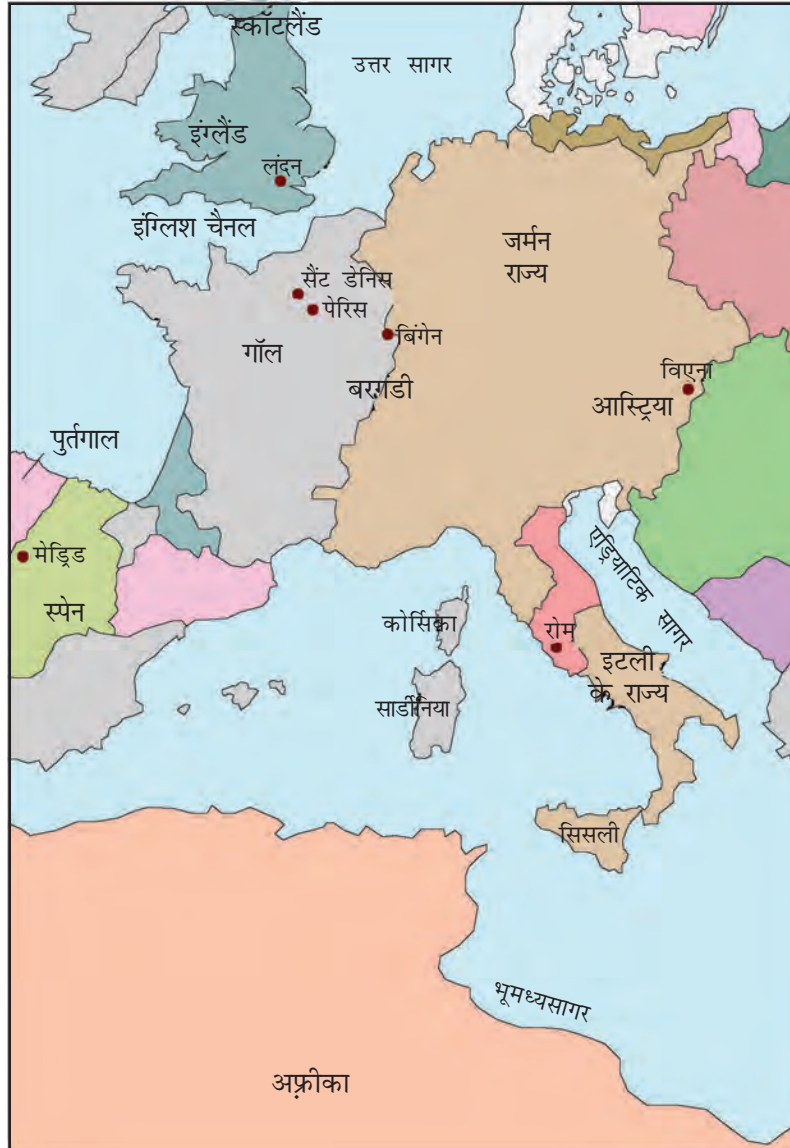 स्कॉटलैंड
उत्तर सागर
इंग्लैंड
लंदन
इंग्लिश चैनल
जर्मन
राज्य
सैंट डेनिस
पेरिस
बिंगेन
गॉल
विएना
बरगंडी
आस्ट्रिया
पुर्तगाल
मेड्रिड
स्पेन
एड्रियाटिक सागर
कोर्सिका
रोम
इटली
के राज्य
सार्डीनिया
सिसली
भूमध्यसागर
अफ़्रीका